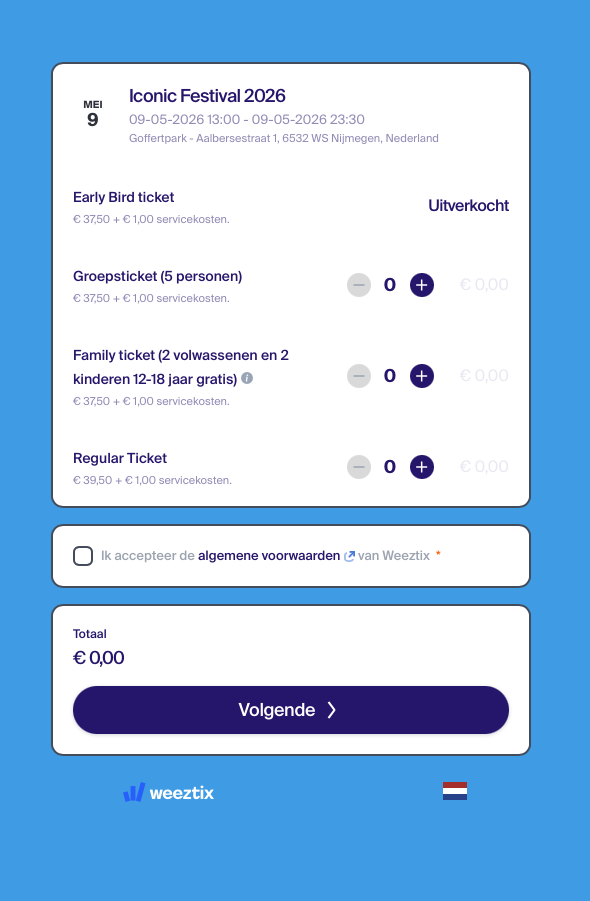 MEI
9
Iconic Festival 2026
09-05-2026 13:00 - 09-05-2026 23:30
Goffertpark - Aalbersestraat 1, 6532 WS Nijmegen, Nederland
Early Bird ticket
€ 37,50 + € 1,00 servicekosten.
Uitverkocht
Groepsticket (5 personen)
€ 37,50 + € 1,00 servicekosten.
0
€ 0,00
Family ticket (2 volwassenen en 2
kinderen 12-18 jaar gratis)
€ 37,50 + € 1,00 servicekosten.
0
€ 0,00
Regular Ticket
€ 39,50 + € 1,00 servicekosten.
0
€ 0,00
Ik accepteer de algemene voorwaarden van Weeztix *
Totaal
€ 0,00
Volgende
weeztix